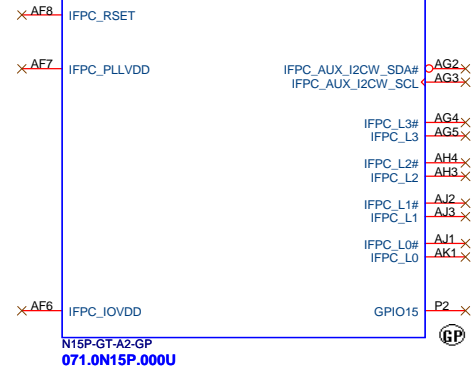 AF8 IFPC_RSET
AF7 IFPC_PLLVDD IFPC_AUX_I2CW_SDA# AG2
IFPC_AUX_I2CW_SCL AG3
IFPC_L3# AG4
IFPC_L3 AG5
IFPC_L2# AH4
IFPC_L2 AH3
IFPC_L1# AJ2
IFPC_L1 AJ3
IFPC_L0# AJ1
IFPC_L0 AK1
AF6 IFPC_IOVDD GPIO15 P2
GP
N15P-GT-A2-GP
071.0N15P.000U